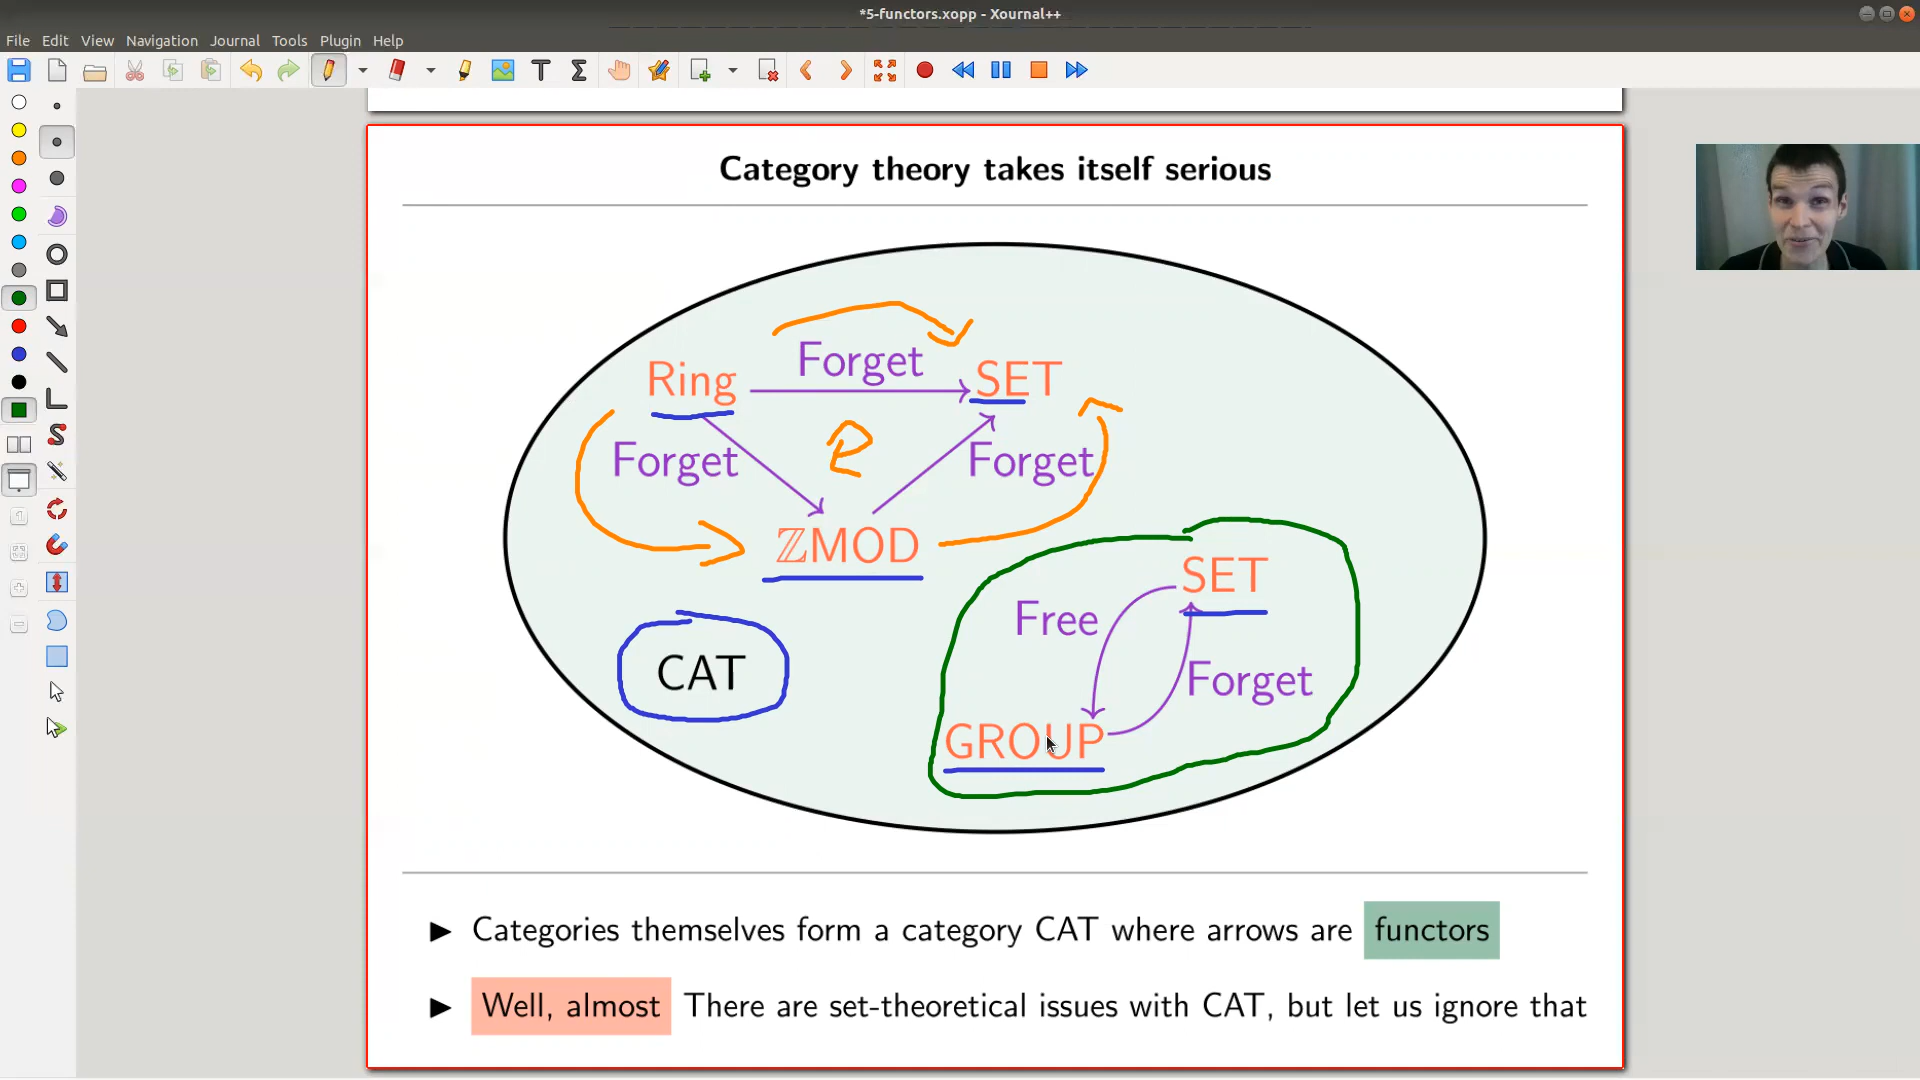 *5-functors.xopp - Xournal++
File Edit View Navigation Journal Tools Plugin Help
Category theory takes itself serious
Forget
Ring SET
Forget Forget
ℤMOD
SET
Free
CAT Forget
GROUP
▶ Categories themselves form a category CAT where arrows are functors
▶ Well, almost There are set-theoretical issues with CAT, but let us ignore that